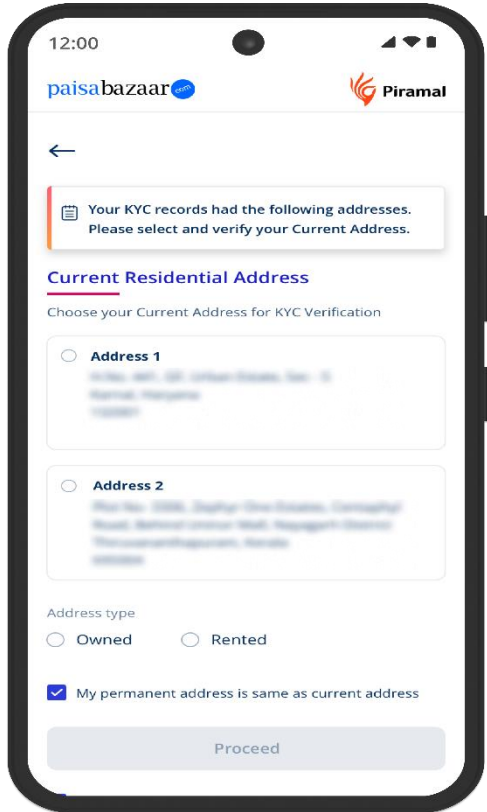 12:00
paisabazaar.com
Piramal
Your KYC records had the following addresses.
Please select and verify your Current Address.
Current Residential Address
Choose your Current Address for KYC Verification
Address 1
Address 2
Address type
Owned Rented
My permanent address is same as current address
Proceed